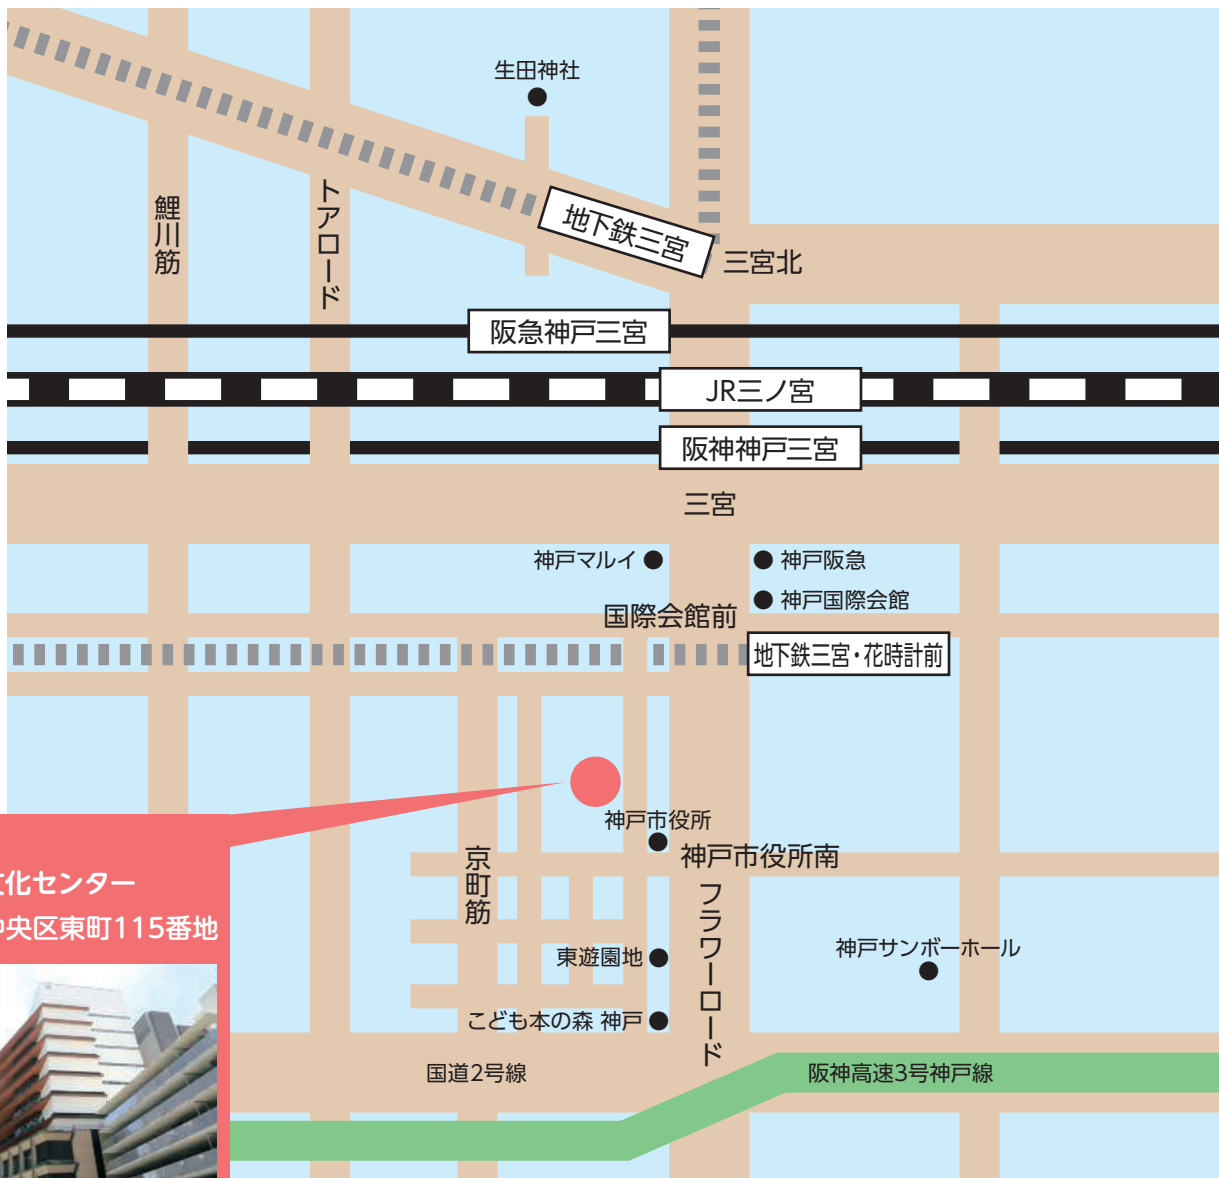 生田神社
鯉川筋
トアロード
地下鉄三宮
三宮北
阪急神戸三宮
JR三ノ宮
阪神神戸三宮
三宮
神戸マルイ
神戸阪急
神戸国際会館
国際会館前
地下鉄三宮・花時計前
神戸市役所
神戸市役所南
京町筋
フラワーロード
化センター
央区東町115番地
東遊園地
神戸サンボーホール
こども本の森 神戸
国道2号線
阪神高速3号神戸線